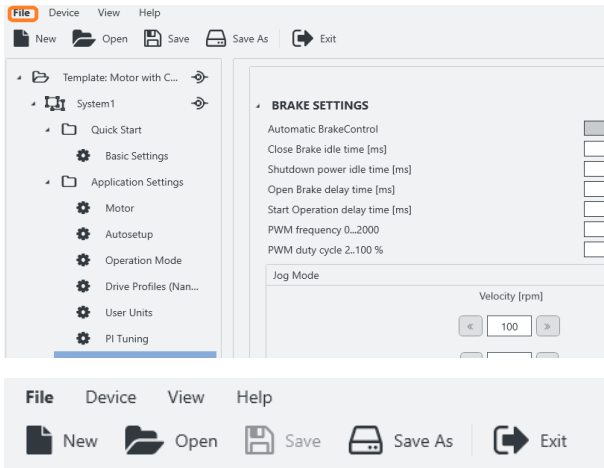 File Device View Help
New Open Save Save As Exit
Template: Motor with C...
System1
Quick Start
Basic Settings
Application Settings
Motor
Autosetup
Operation Mode
Drive Profiles (Nan...
User Units
PI Tuning
BRAKE SETTINGS
Automatic BrakeControl
Close Brake idle time [ms]
Shutdown power idle time [ms]
Open Brake delay time [ms]
Start Operation delay time [ms]
PWM frequency 0...2000
PWM duty cycle 2..100 %
Jog Mode
Velocity [rpm]
« 100 »
File Device View Help
New Open Save Save As Exit